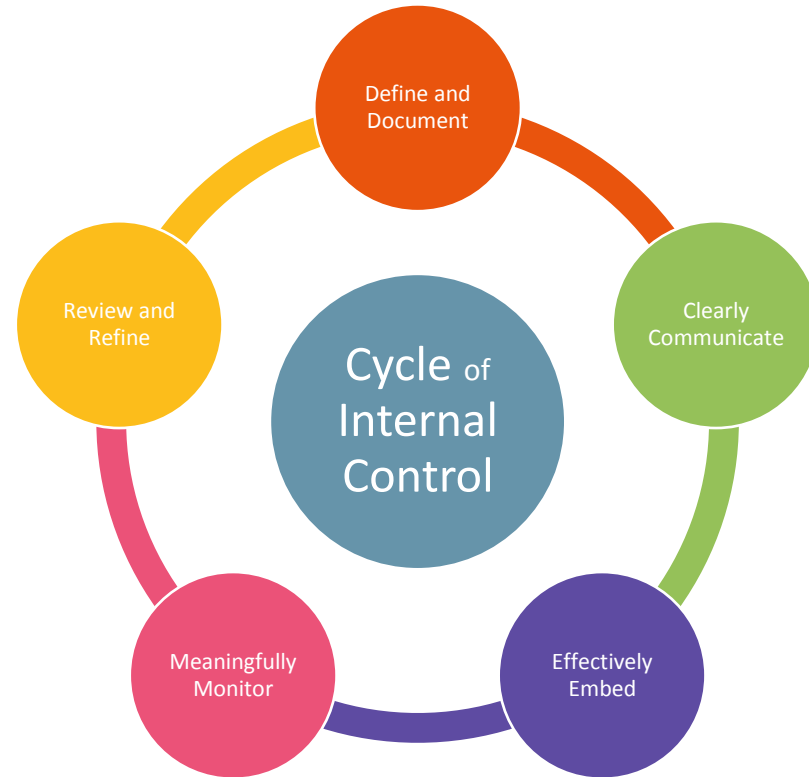 Define and
Document
Clearly
Communicate
Effectively
Embed
Meaningfully
Monitor
Review and
Refine
Cycle of
Internal
Control